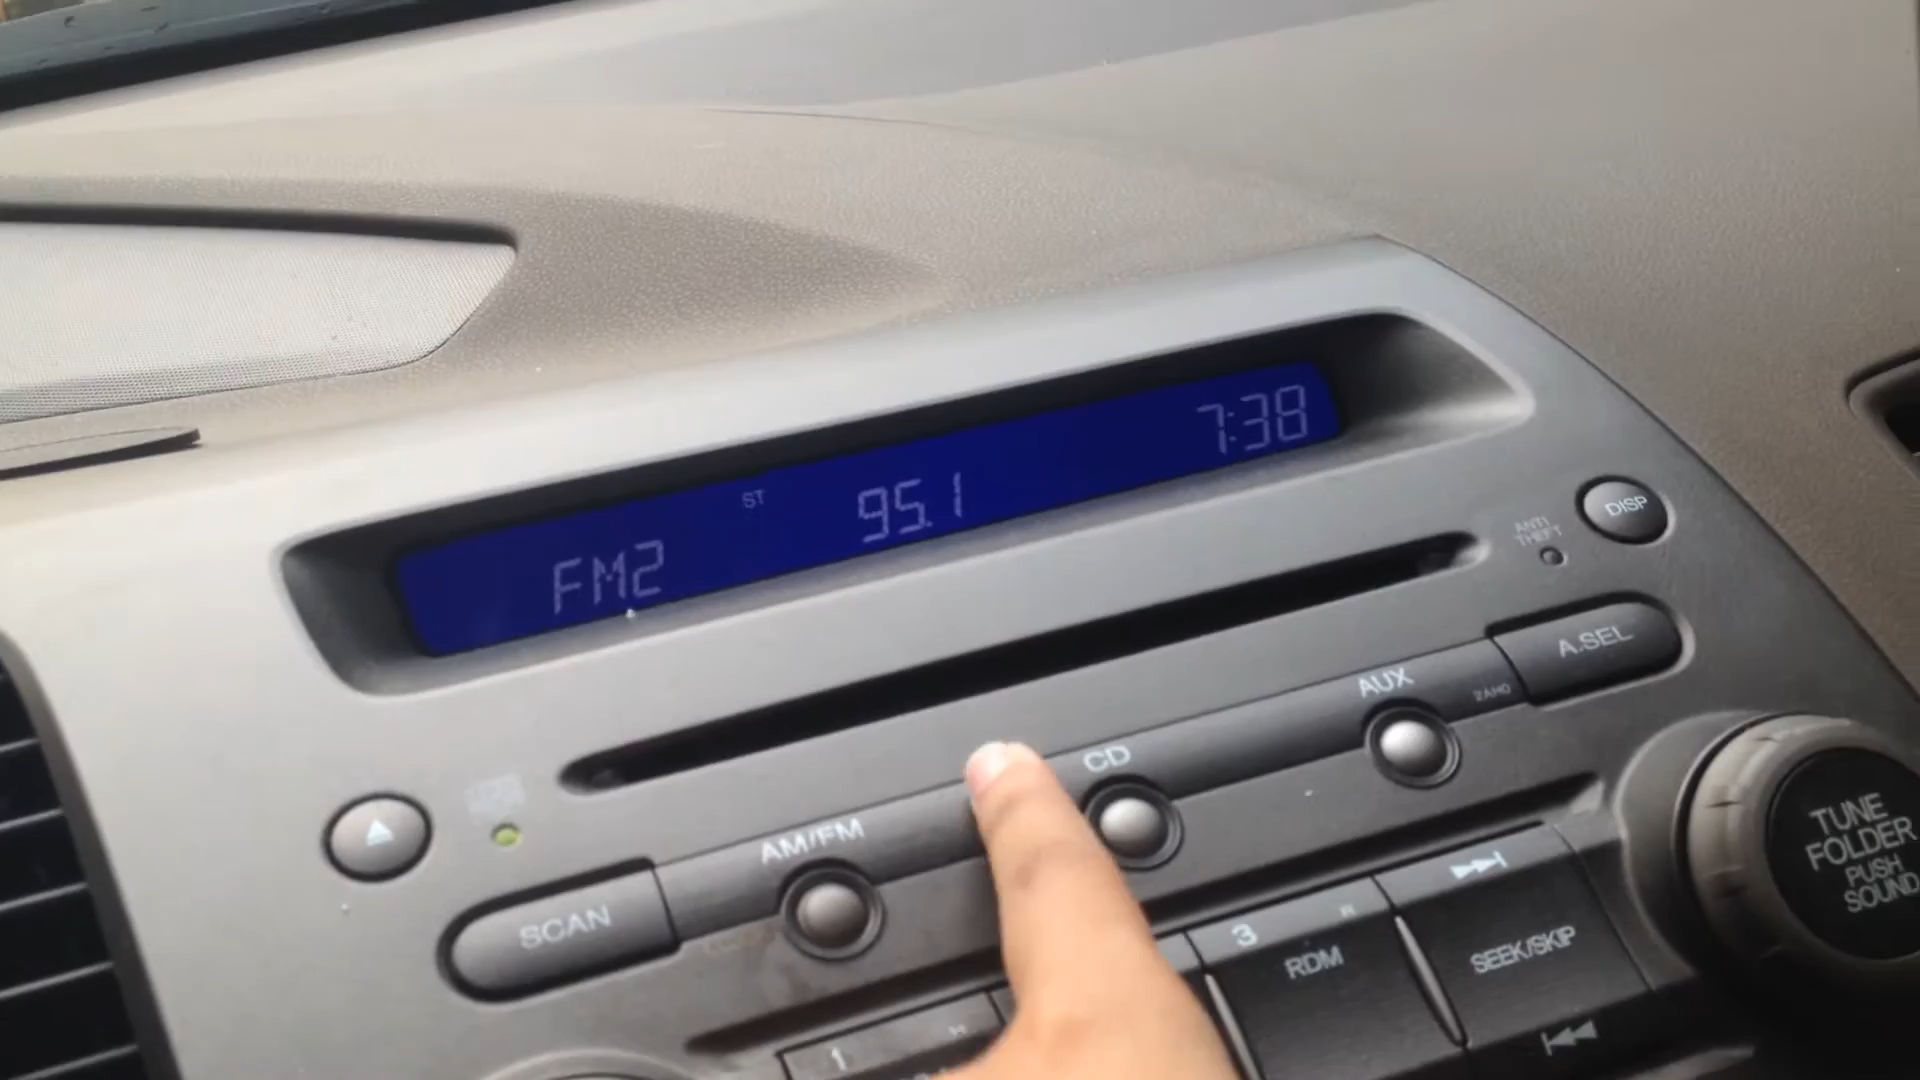 7:38
ST
95.1
FM2
DISP
ANTI
THEFT
A.SEL
AUX
2AH0
CD
AM/FM
SCAN
TUNE
FOLDER
PUSH
SOUND
3
RDM
SEEK/SKIP
1